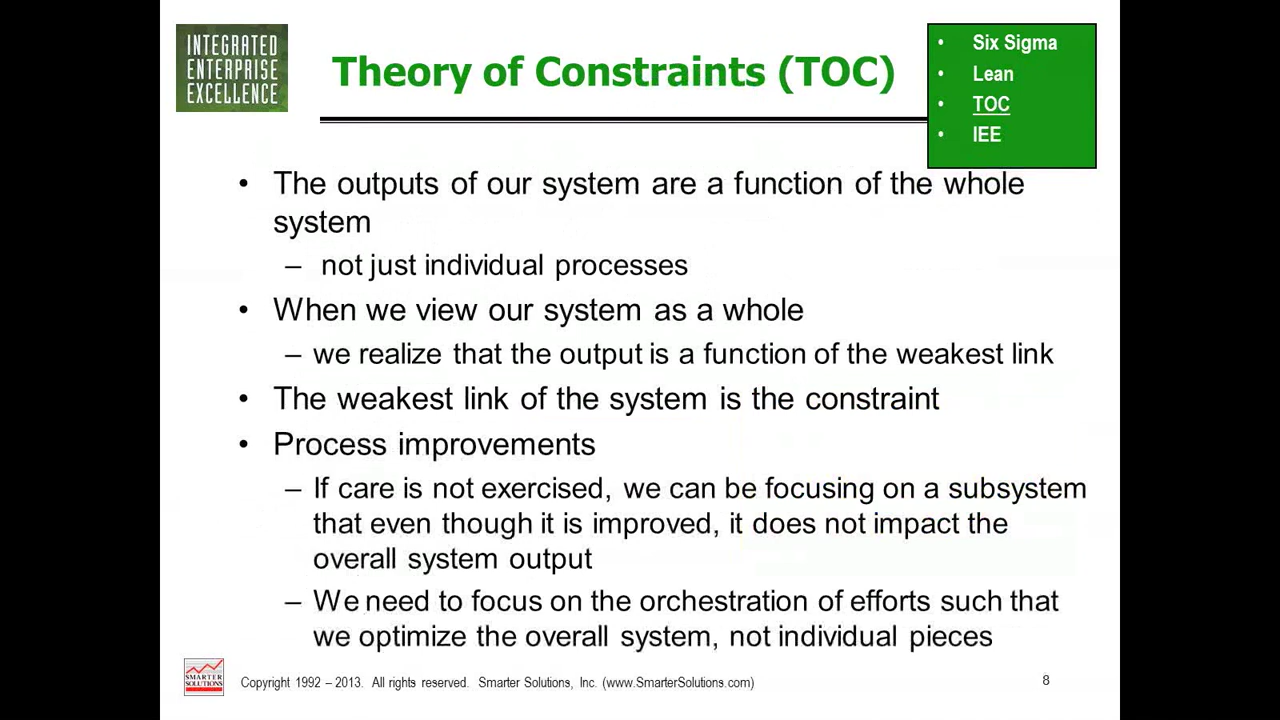 INTEGRATED
ENTERPRISE
EXCELLENCE
Theory of Constraints (TOC)
• Six Sigma
• Lean
• TOC
• IEE
• The outputs of our system are a function of the whole
system
– not just individual processes
• When we view our system as a whole
– we realize that the output is a function of the weakest link
• The weakest link of the system is the constraint
• Process improvements
– If care is not exercised, we can be focusing on a subsystem
that even though it is improved, it does not impact the
overall system output
– We need to focus on the orchestration of efforts such that
we optimize the overall system, not individual pieces
SMARTER
SOLUTIONS
Copyright 1992 – 2013. All rights reserved. Smarter Solutions, Inc. (www.SmarterSolutions.com)
8